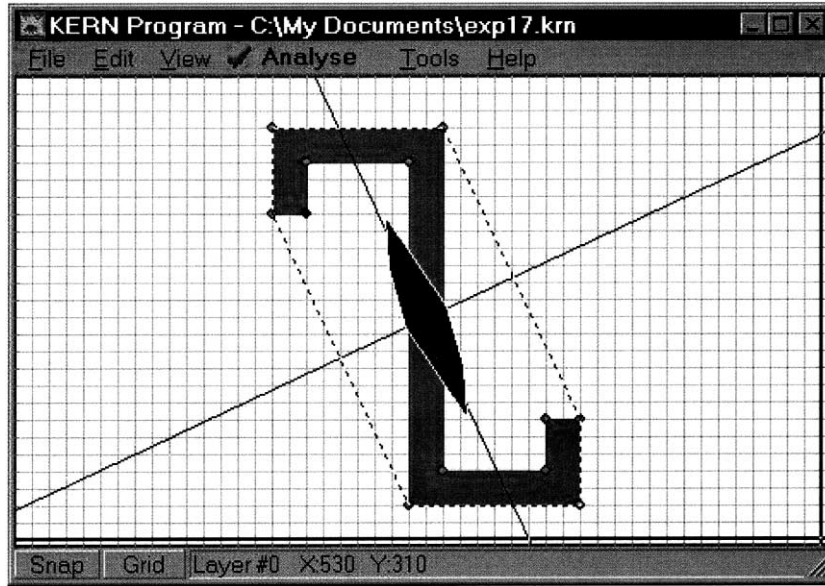 KERN Program - C:\My Documents\exp17.krn
File Edit View Analyse Tools Help
Snap Grid Layer #0 X:530 Y:310